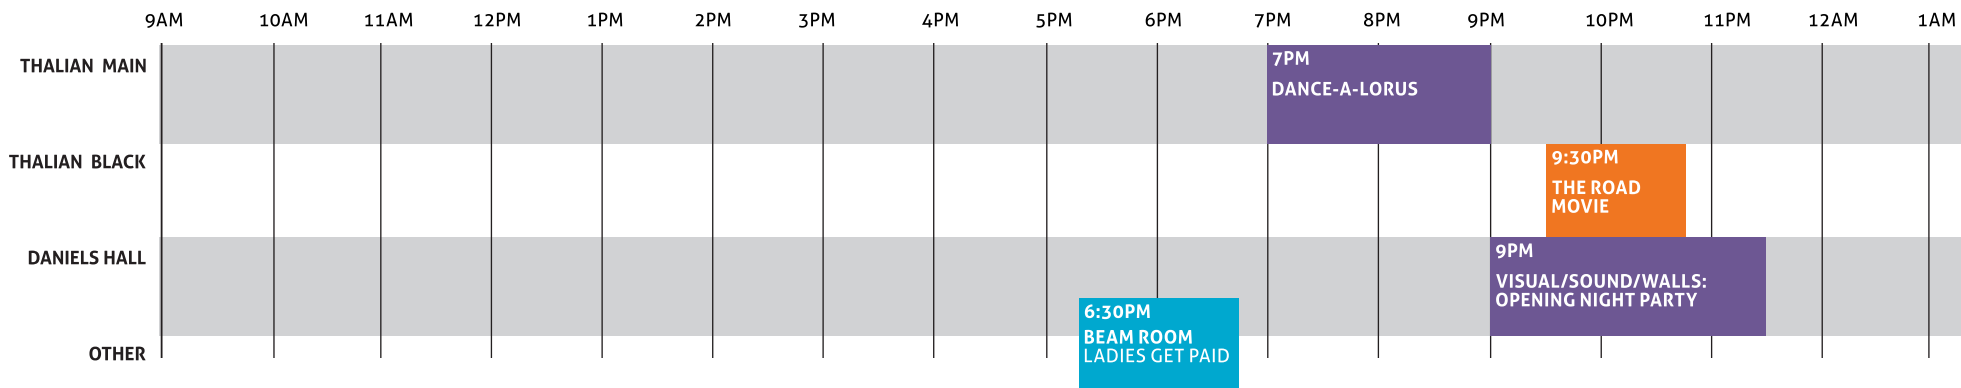 9AM 10AM 11AM 12PM 1PM 2PM 3PM 4PM 5PM 6PM 7PM 8PM 9PM 10PM 11PM 12AM 1AM
THALIAN MAIN
7PM
DANCE-A-LORUS
THALIAN BLACK
9:30PM
THE ROAD
MOVIE
DANIELS HALL
9PM
VISUAL/SOUND/WALLS:
OPENING NIGHT PARTY
OTHER
6:30PM
BEAM ROOM
LADIES GET PAID